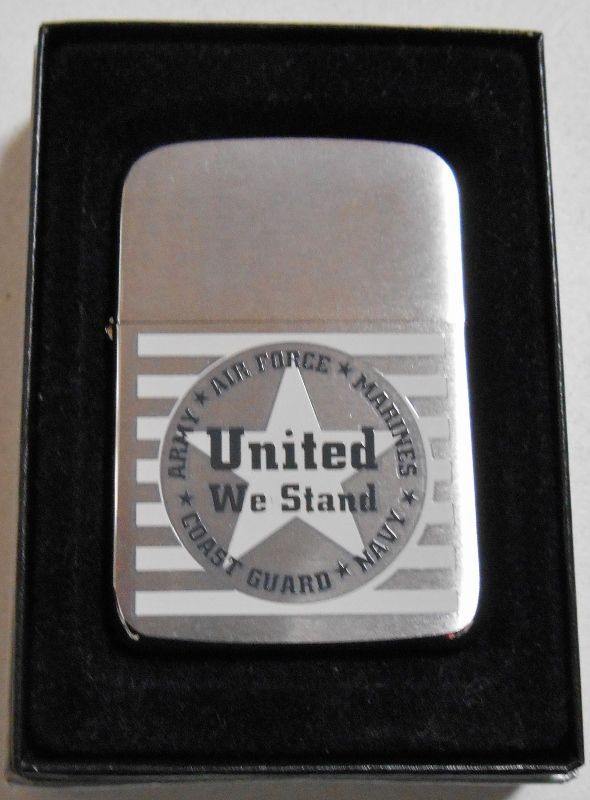 ARMY ★ AIR FORCE ★ MARINES ★
United
We Stand
★ COAST GUARD ★ NAVY